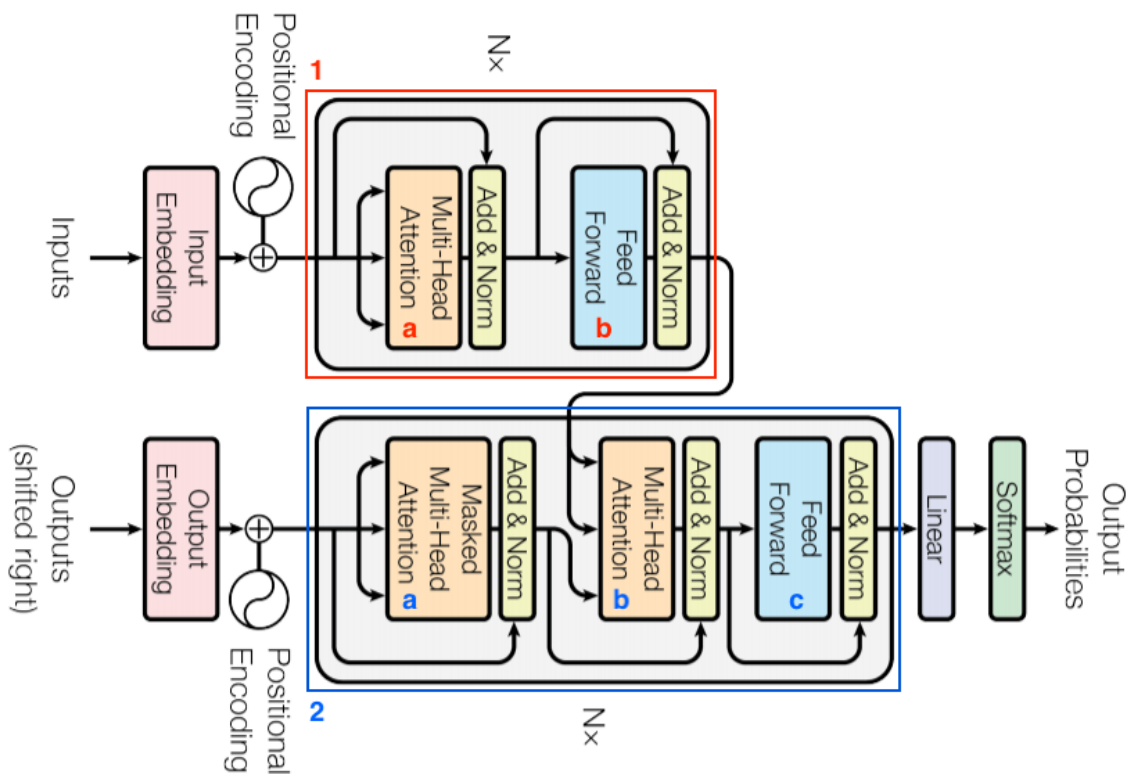 Positional
Encoding
N×
1
Inputs
Input
Embedding
Multi-Head
Attention
a
Add & Norm
Feed
Forward
b
Add & Norm
Outputs
(shifted right)
Output
Embedding
Positional
Encoding
Masked
Multi-Head
Attention
a
Add & Norm
Multi-Head
Attention
b
Add & Norm
Feed
Forward
c
Add & Norm
2
N×
Linear
Softmax
Output
Probabilities